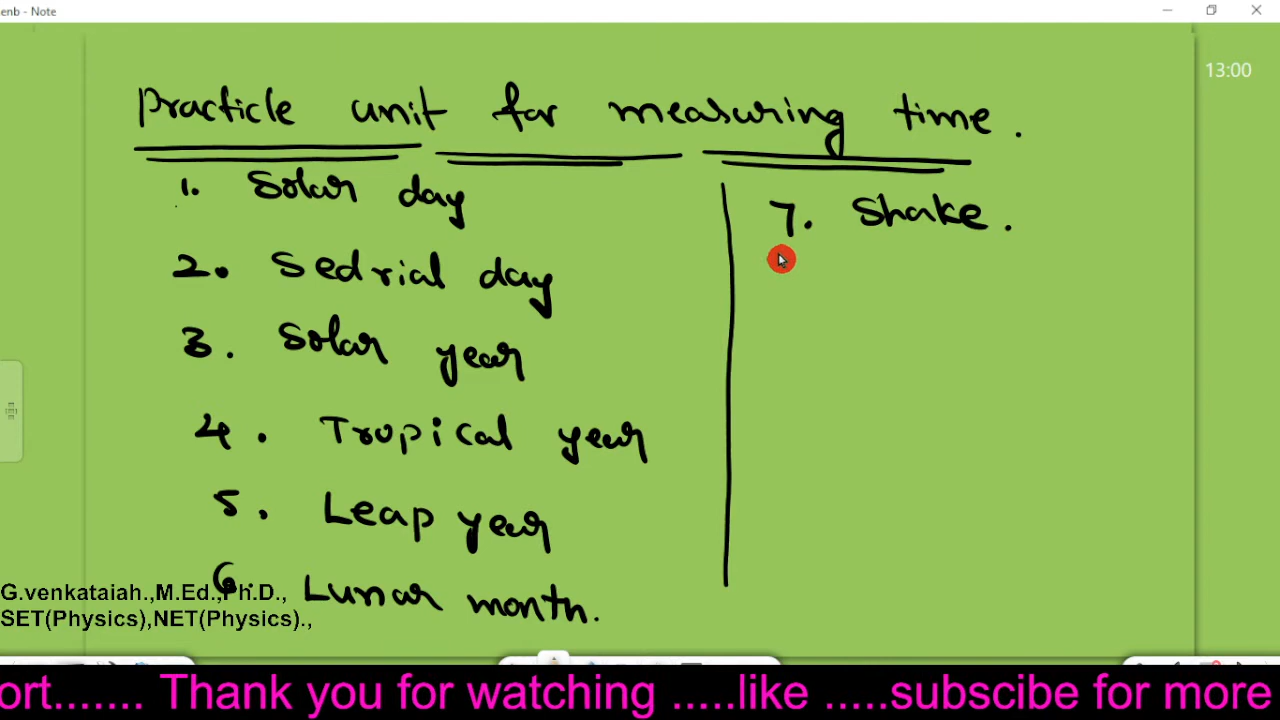 enb - Note
13:00
Practicle unit for measuring time.
1. Solar day
2. Sedrial day
3. Solar year
4. Tropical year
5. Leap year
6. Lunar month.
7. Shake.
G.venkataiah.,M.Ed.,Ph.D.,
SET(Physics),NET(Physics).,
ort....... Thank you for watching .....like .....subscibe for more